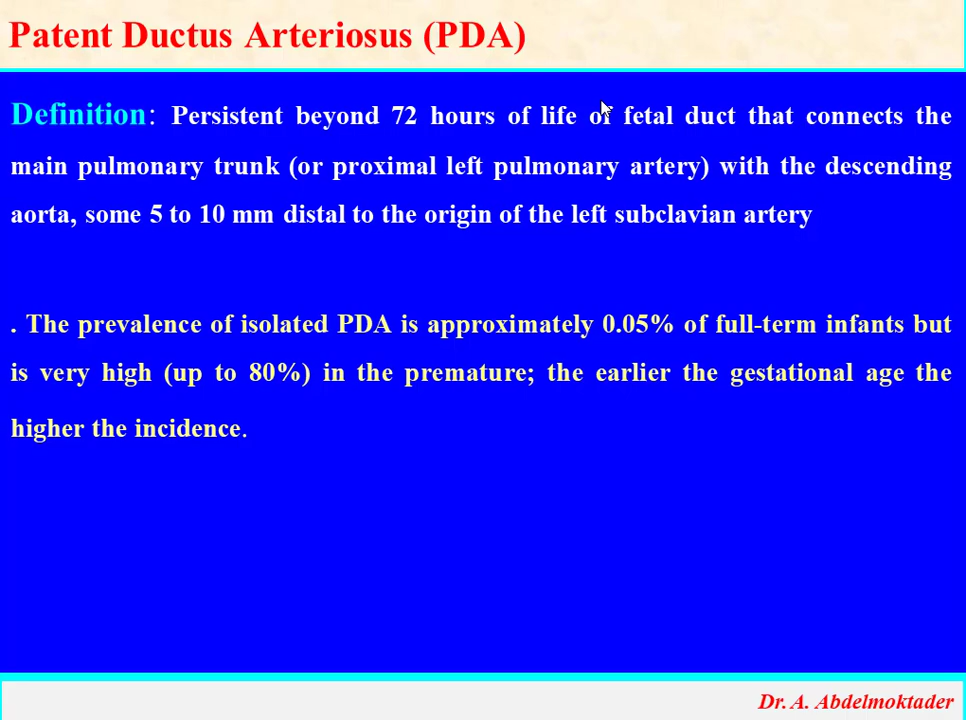 Patent Ductus Arteriosus (PDA)
Definition: Persistent beyond 72 hours of life of fetal duct that connects the
main pulmonary trunk (or proximal left pulmonary artery) with the descending
aorta, some 5 to 10 mm distal to the origin of the left subclavian artery
. The prevalence of isolated PDA is approximately 0.05% of full-term infants but
is very high (up to 80%) in the premature; the earlier the gestational age the
higher the incidence.
Dr. A. Abdelmoktader